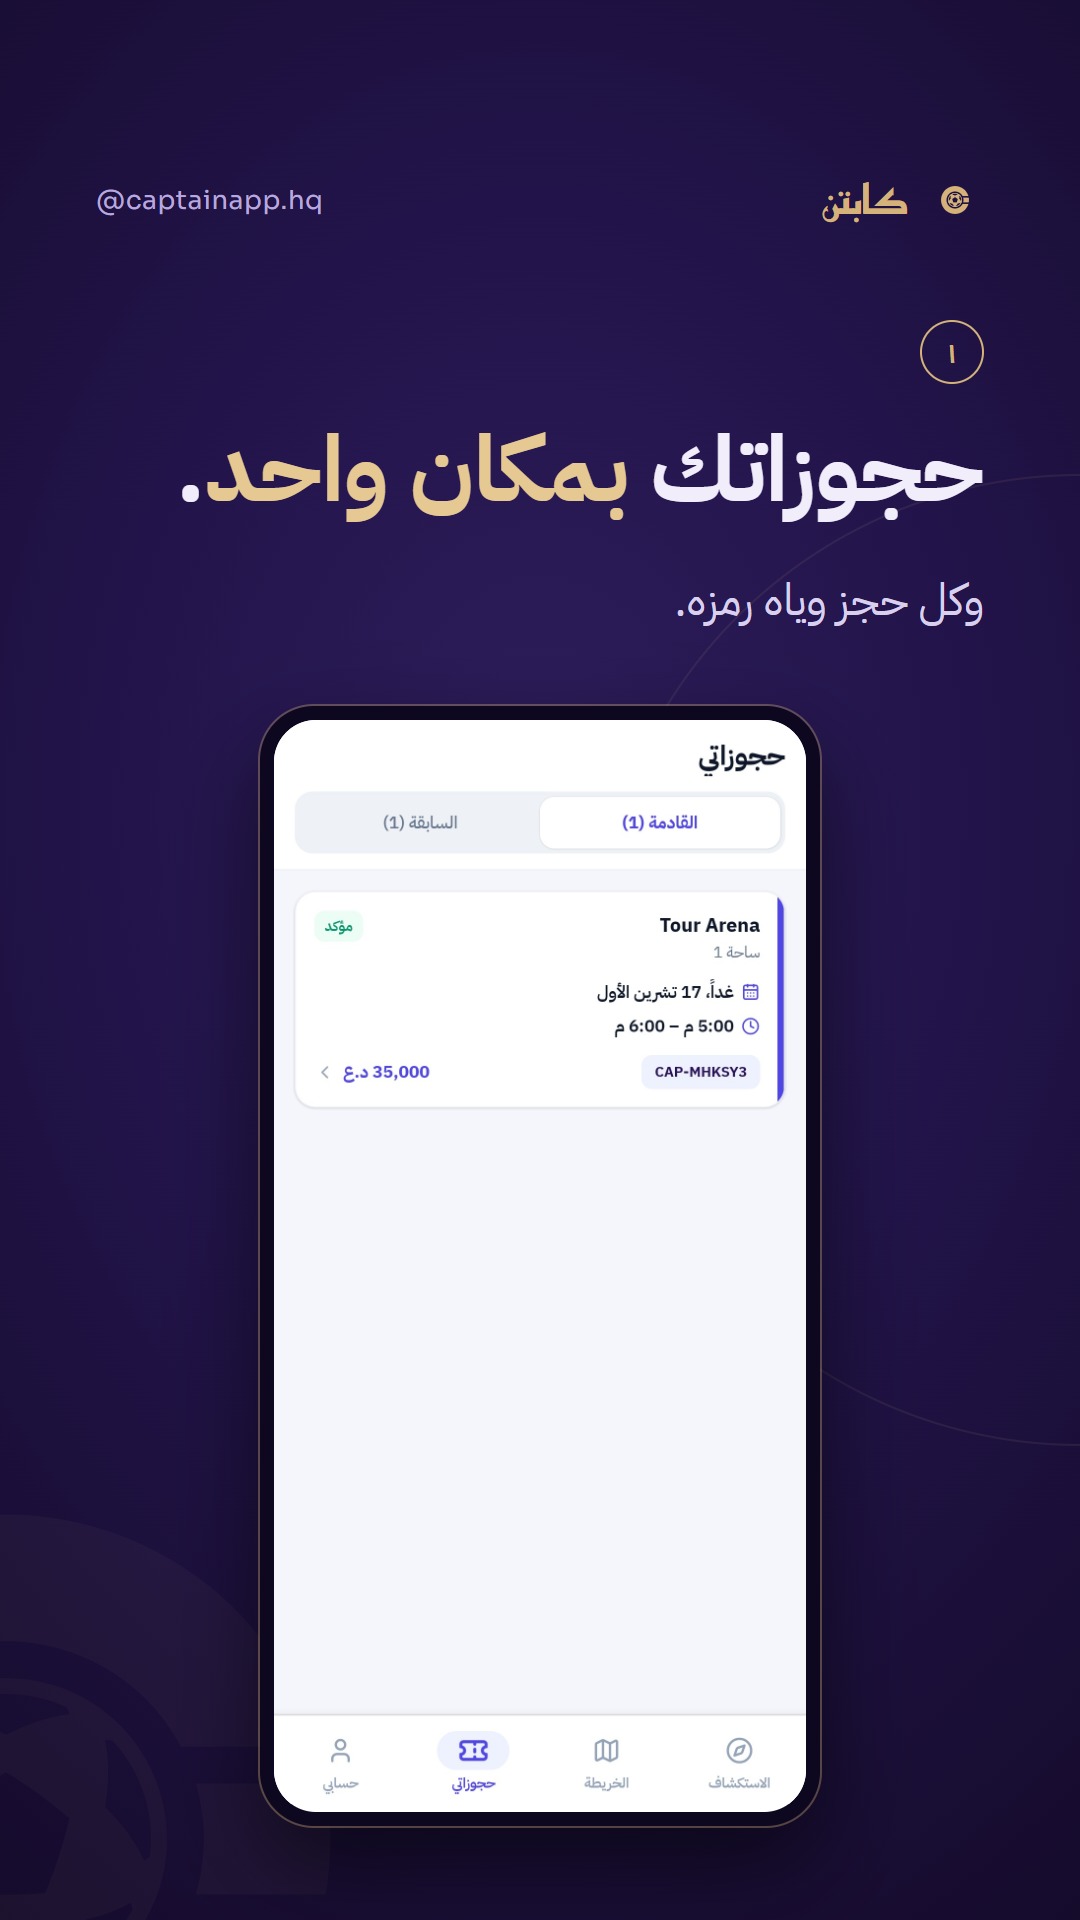 كابتن
@captainapp.hq
١
حجوزاتك بمكان واحد.
وكل حجز وياه رمزه.
حجوزاتي
القادمة (1)
السابقة (1)
Tour Arena
مؤكد
ساحة 1
غداً، 17 تشرين الأول
5:00 م – 6:00 م
CAP-MHKSY3
35,000 د.ع
الاستكشاف
الخريطة
حجوزاتي
حسابي